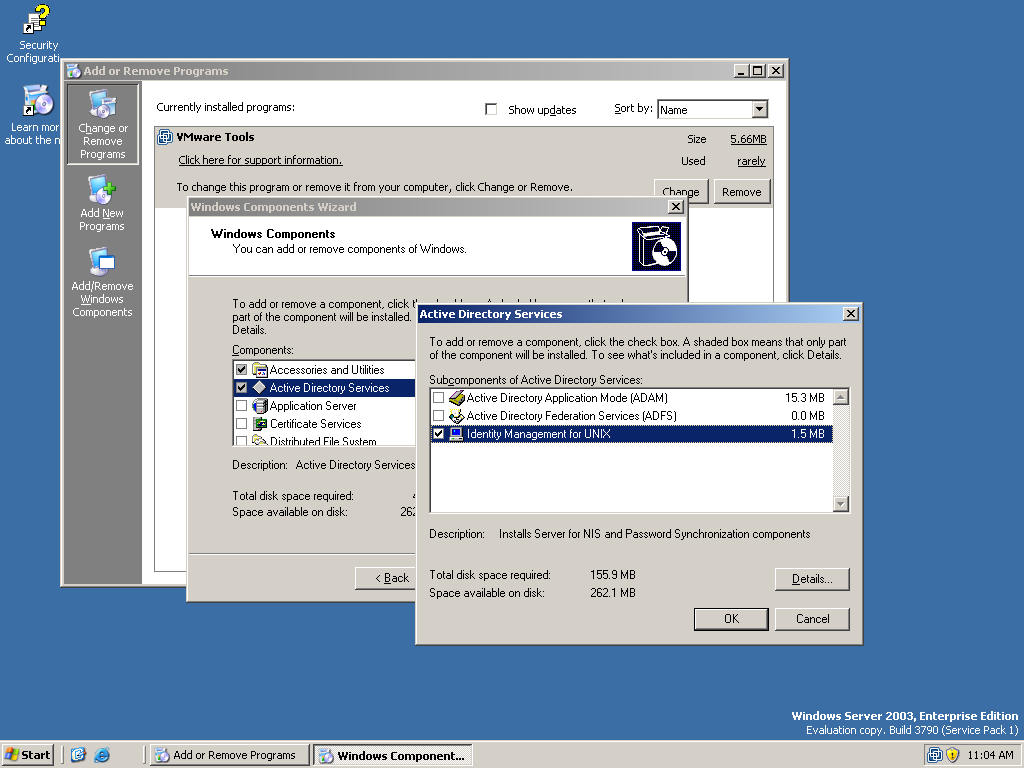 Security
Configurati
Learn mor
about the n
Add or Remove Programs
Change or
Remove
Programs
Add New
Programs
Add/Remove
Windows
Components
Currently installed programs:
Show updates
Sort by:
Name
VMware Tools
Size
5.66MB
Click here for support information.
Used
rarely
To change this program or remove it from your computer, click Change or Remove.
Change
Remove
Windows Components Wizard
Windows Components
You can add or remove components of Windows.
To add or remove a component, click
part of the component will be installed.
Details.
Components:
Accessories and Utilities
Active Directory Services
Application Server
Certificate Services
Distributed File System
Description: Active Directory Services
Total disk space required:
Space available on disk: 262
< Back
Active Directory Services
To add or remove a component, click the check box. A shaded box means that only part
of the component will be installed. To see what's included in a component, click Details.
Subcomponents of Active Directory Services:
Active Directory Application Mode (ADAM) 15.3 MB
Active Directory Federation Services (ADFS) 0.0 MB
Identity Management for UNIX 1.5 MB
Description: Installs Server for NIS and Password Synchronization components
Total disk space required: 155.9 MB
Space available on disk: 262.1 MB
Details...
OK
Cancel
Windows Server 2003, Enterprise Edition
Evaluation copy. Build 3790 (Service Pack 1)
Start
Add or Remove Programs
Windows Component...
11:04 AM